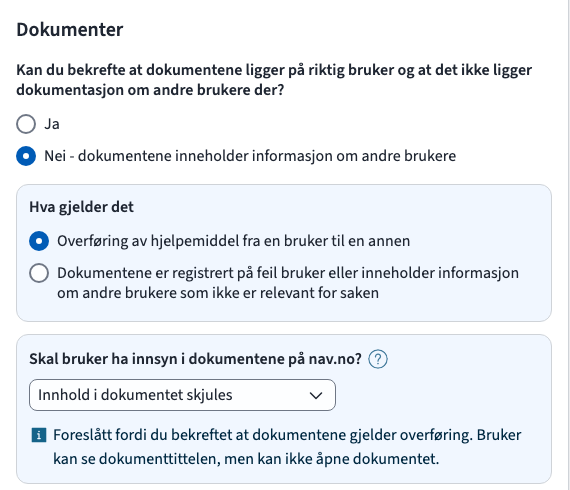 Dokumenter
Kan du bekrefte at dokumentene ligger på riktig bruker og at det ikke ligger
dokumentasjon om andre brukere der?
Ja
Nei - dokumentene inneholder informasjon om andre brukere
Hva gjelder det
Overføring av hjelpemiddel fra en bruker til en annen
Dokumentene er registrert på feil bruker eller inneholder informasjon
om andre brukere som ikke er relevant for saken
Skal bruker ha innsyn i dokumentene på nav.no? ?
Innhold i dokumentet skjules
i Foreslått fordi du bekreftet at dokumentene gjelder overføring. Bruker
kan se dokumenttittelen, men kan ikke åpne dokumentet.